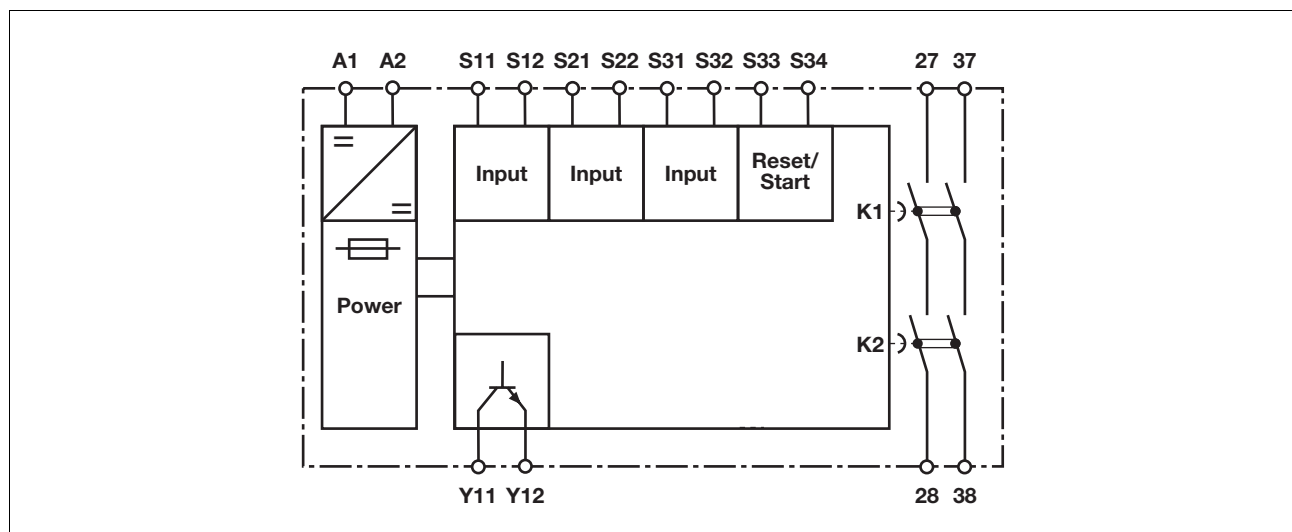 A1 A2 S11 S12 S21 S22 S31 S32 S33 S34 27 37
Input Input Input Reset/
Start
K1
Power
K2
Y11 Y12 28 38